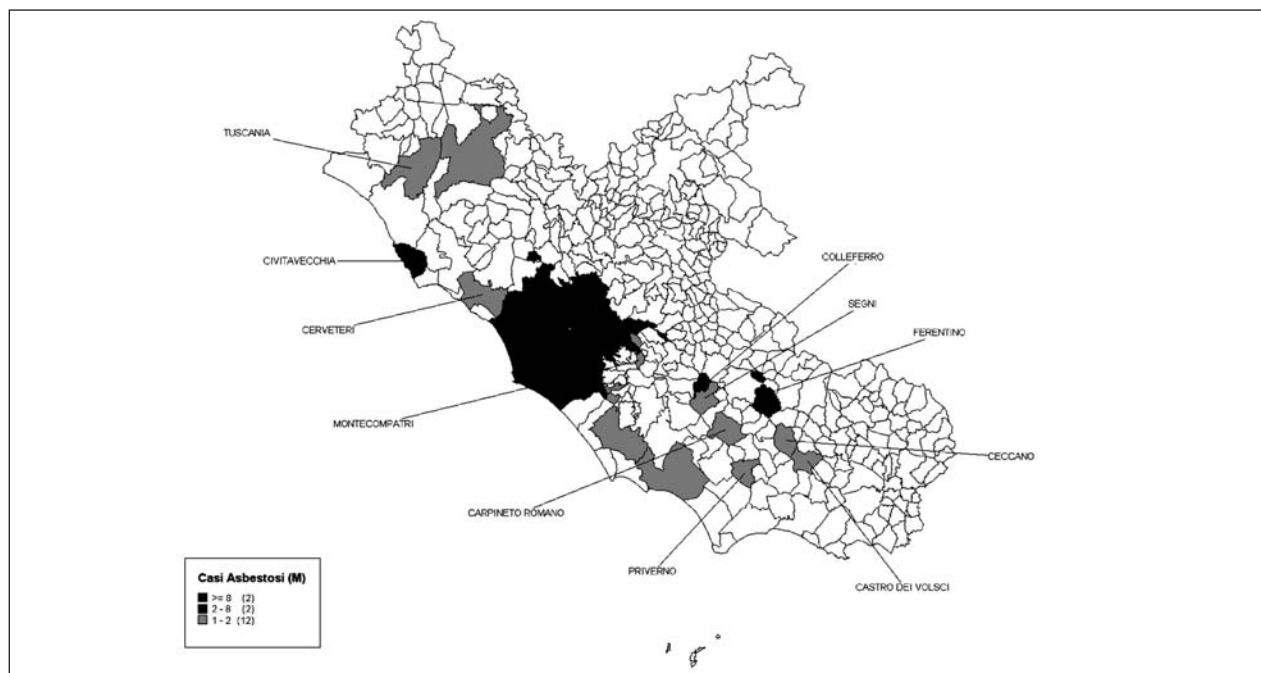 TUSCANIA
CIVITAVECCHIA
COLLEFERRO
SEGNI
CERVETERI
FERENTINO
MONTECOMPATRI
CECCANO
CARPINETO ROMANO
PRIVERNO
CASTRO DEI VOLSCI
Casi Asbestosi (M)
>= 8 (2)
2 - 8 (2)
1 - 2 (12)